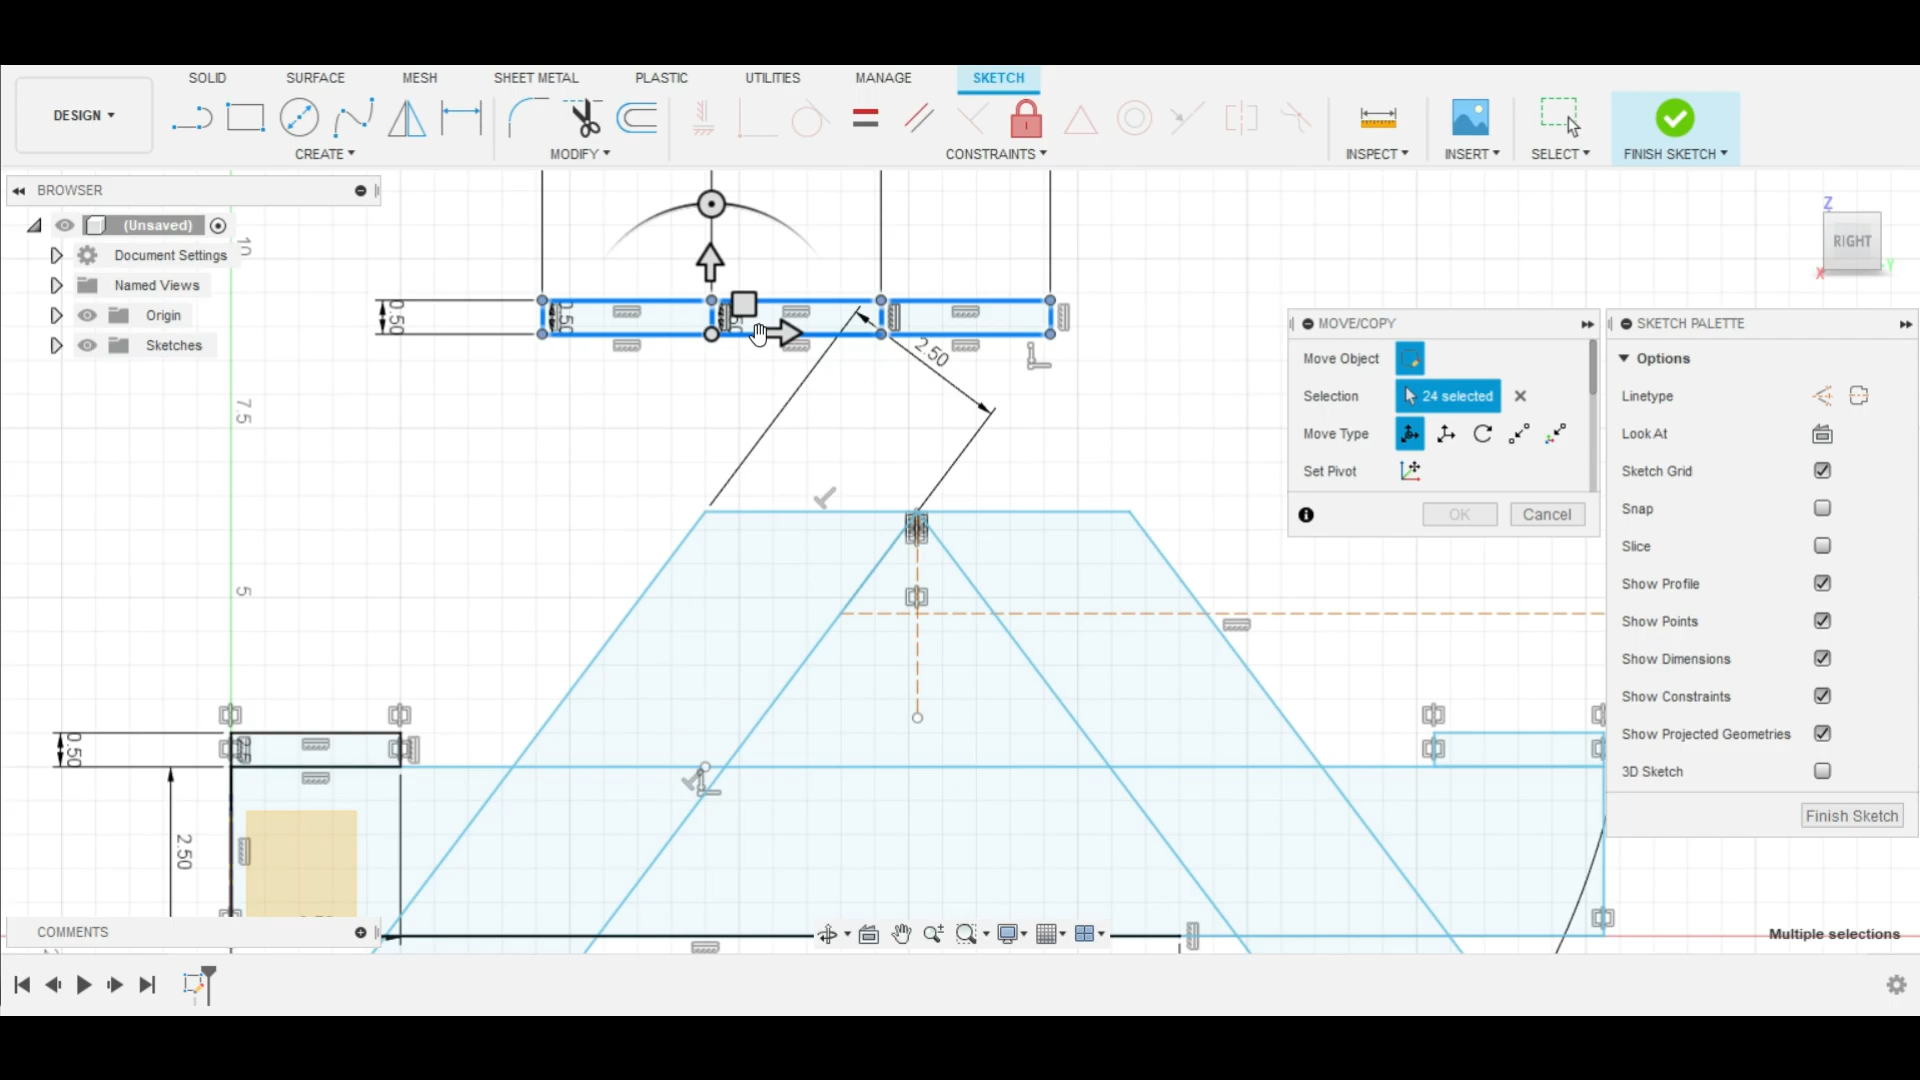 SOLID SURFACE MESH SHEET METAL PLASTIC UTILITIES MANAGE SKETCH
DESIGN
CREATE MODIFY CONSTRAINTS INSPECT INSERT SELECT FINISH SKETCH
BROWSER
(Unsaved)
Document Settings
Named Views
Origin
Sketches
10
7.5
5
0.50
0.50
2.50
0.50
2.50
Z
RIGHT
Y
X
MOVE/COPY
Move Object
Selection 24 selected
Move Type
Set Pivot
OK Cancel
SKETCH PALETTE
Options
Linetype
Look At
Sketch Grid
Snap
Slice
Show Profile
Show Points
Show Dimensions
Show Constraints
Show Projected Geometries
3D Sketch
Finish Sketch
COMMENTS
Multiple selections